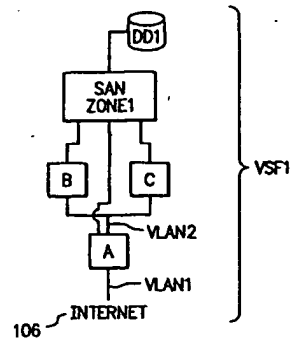 DD1
SAN
ZONE1
B
C
VSF1
VLAN2
A
VLAN1
INTERNET
106